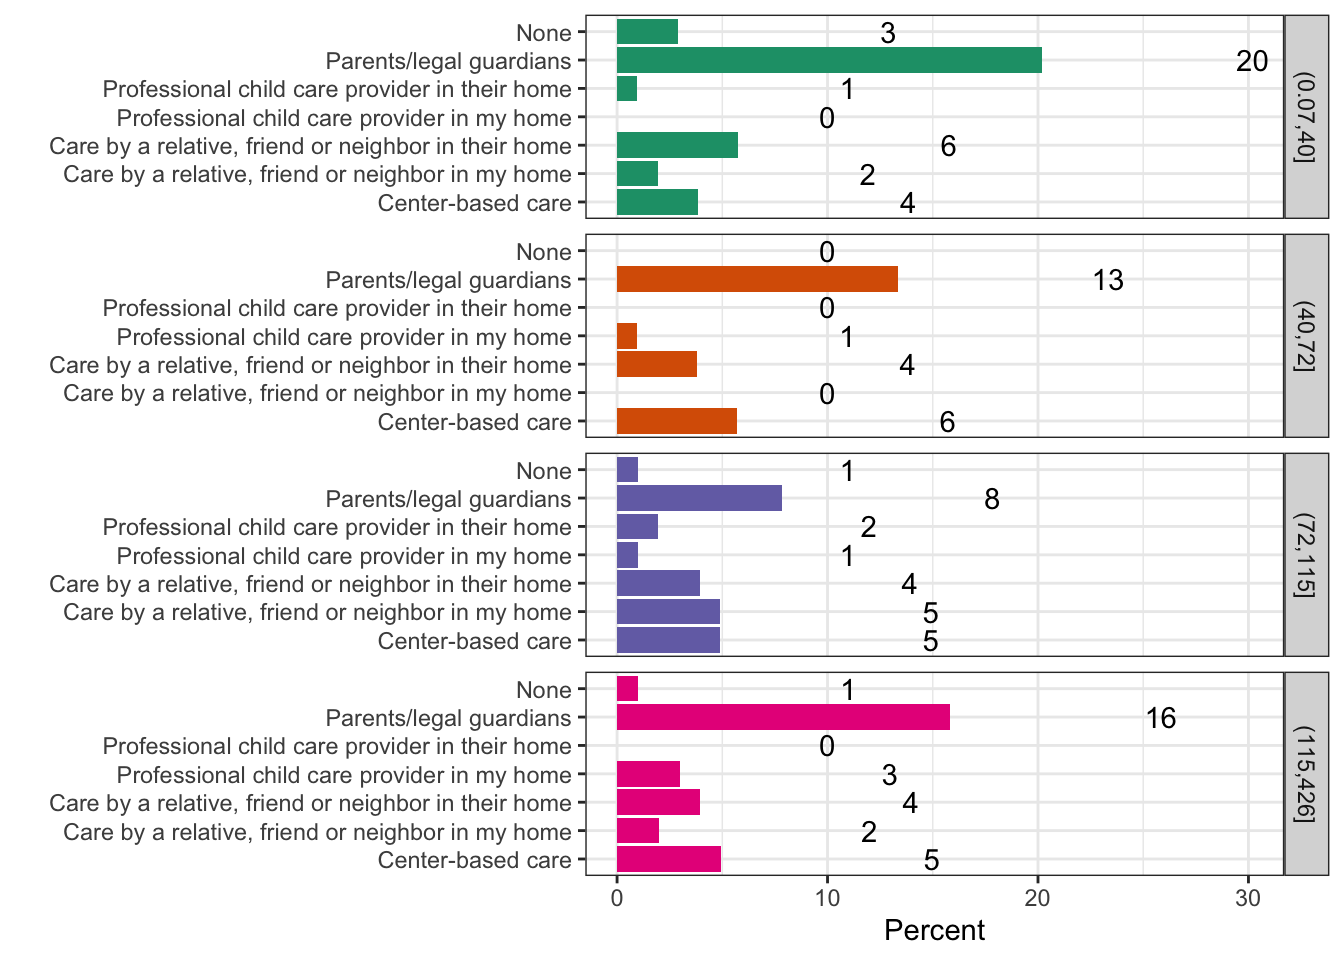 None 3
Parents/legal guardians 20
Professional child care provider in their home 1
Professional child care provider in my home 0
Care by a relative, friend or neighbor in their home 6
Care by a relative, friend or neighbor in my home 2
Center-based care 4
(0.07,40]
None 0
Parents/legal guardians 13
Professional child care provider in their home 0
Professional child care provider in my home 1
Care by a relative, friend or neighbor in their home 4
Care by a relative, friend or neighbor in my home 0
Center-based care 6
(40,72]
None 1
Parents/legal guardians 8
Professional child care provider in their home 2
Professional child care provider in my home 1
Care by a relative, friend or neighbor in their home 4
Care by a relative, friend or neighbor in my home 5
Center-based care 5
(72,115]
None 1
Parents/legal guardians 16
Professional child care provider in their home 0
Professional child care provider in my home 3
Care by a relative, friend or neighbor in their home 4
Care by a relative, friend or neighbor in my home 2
Center-based care 5
(115,426]
0 10 20 30
Percent